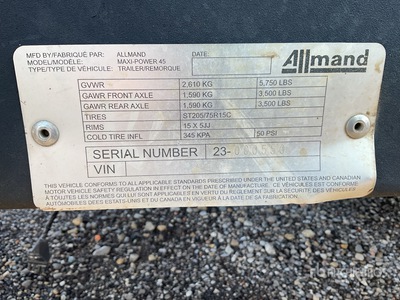 MFD BY/FABRIQUÉ PAR: ALLMAND DATE: Allmand
MODEL/MODÈLE: MAXI-POWER 45
TYPE/TYPE DE VÉHICULE: TRAILER/REMORQUE
GVWR 2,610 KG 5,750 LBS
GAWR FRONT AXLE 1,590 KG 3,500 LBS
GAWR REAR AXLE 1,590 KG 3,500 LBS
TIRES ST205/75R15C
RIMS 15 X 5JJ
COLD TIRE INFL 345 KPA 50 PSI
SERIAL NUMBER 23-
VIN
THIS VEHICLE CONFORMS TO ALL APPLICABLE STANDARDS PRESCRIBED UNDER THE UNITED STATES AND CANADIAN
MOTOR VEHICLE SAFETY REGULATION IN EFFECT ON THE DATE OF MANUFACTURE / CE VÉHICULE EST CONFORME
À TOUTES LES NORMES QUI LUI SONT APPLICABLES EN VERTU DU RÈGLEMENT SUR LA SÉCURITÉ DES VÉHICULES
AUTOMOBILES DES ÉTATS-UNIS ET DU CANADA EN VIGUEUR À LA DATE DE SA FABRICATION.